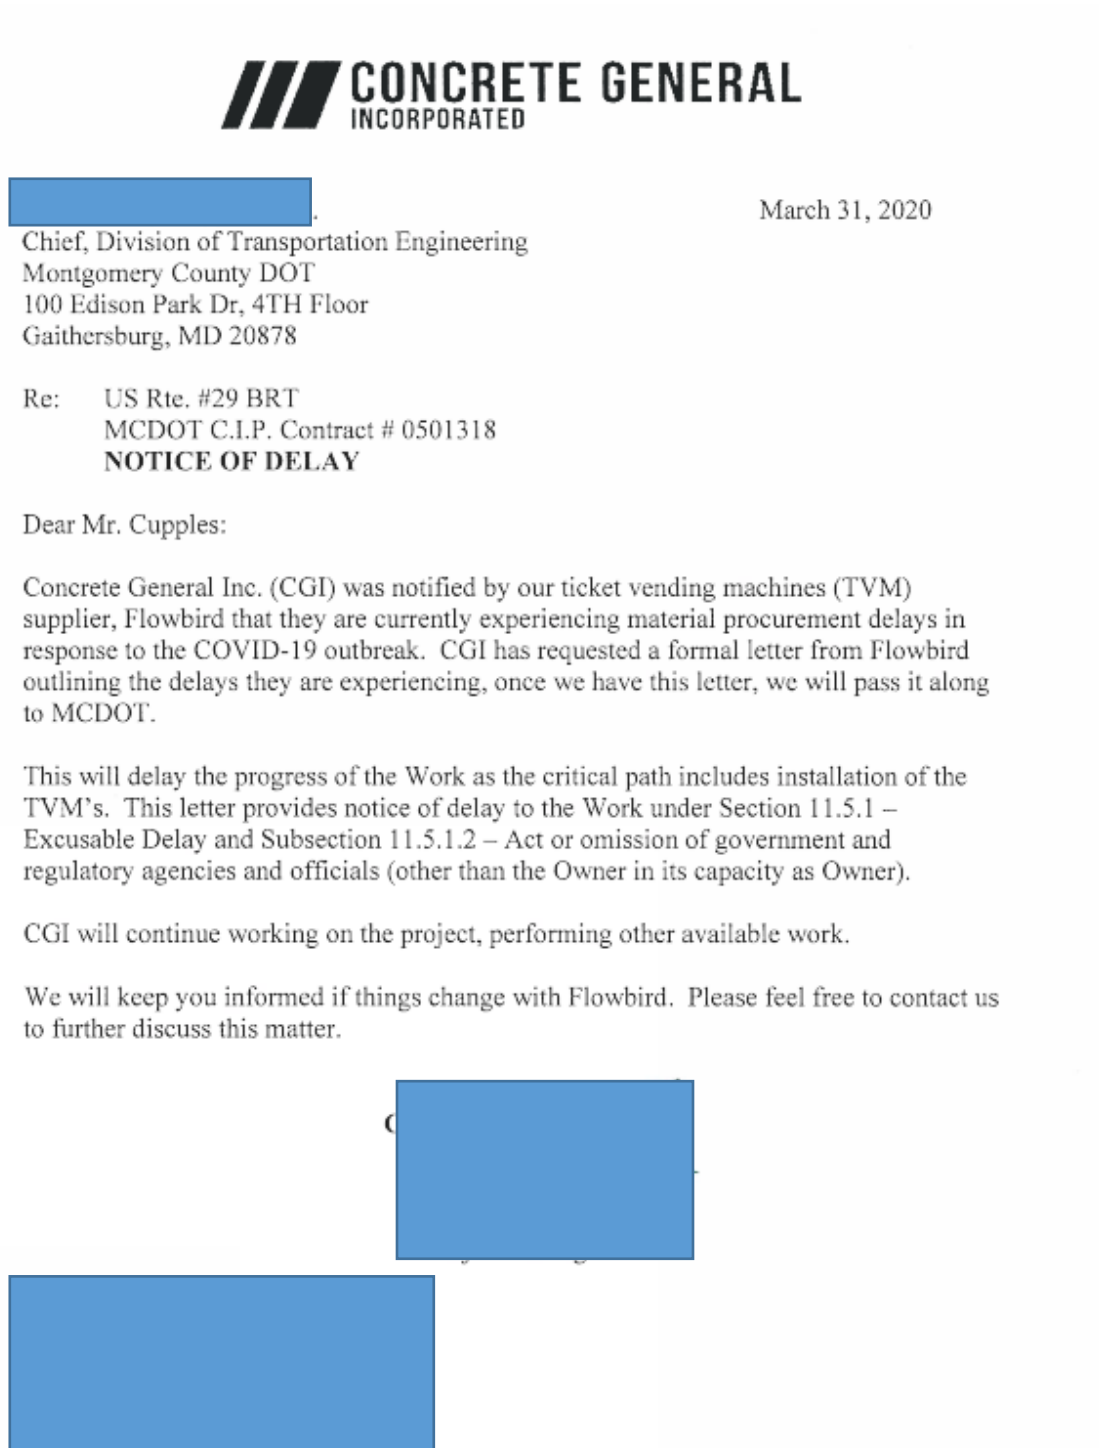 CONCRETE GENERAL
INCORPORATED
March 31, 2020
Chief, Division of Transportation Engineering
Montgomery County DOT
100 Edison Park Dr, 4TH Floor
Gaithersburg, MD 20878
Re: US Rte. #29 BRT
MCDOT C.I.P. Contract # 0501318
NOTICE OF DELAY
Dear Mr. Cupples:
Concrete General Inc. (CGI) was notified by our ticket vending machines (TVM)
supplier, Flowbird that they are currently experiencing material procurement delays in
response to the COVID-19 outbreak. CGI has requested a formal letter from Flowbird
outlining the delays they are experiencing, once we have this letter, we will pass it along
to MCDOT.
This will delay the progress of the Work as the critical path includes installation of the
TVM's. This letter provides notice of delay to the Work under Section 11.5.1 –
Excusable Delay and Subsection 11.5.1.2 – Act or omission of government and
regulatory agencies and officials (other than the Owner in its capacity as Owner).
CGI will continue working on the project, performing other available work.
We will keep you informed if things change with Flowbird. Please feel free to contact us
to further discuss this matter.